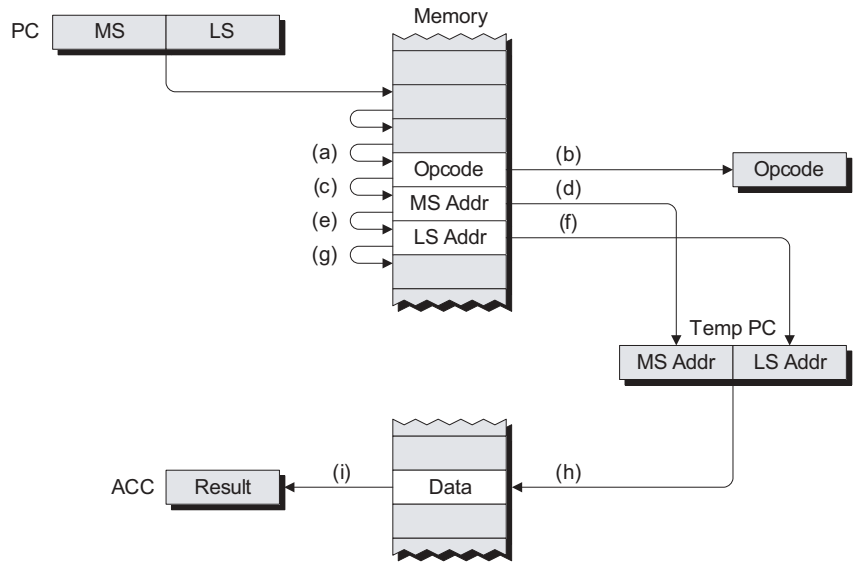 Memory
PC MS LS
(a) Opcode (b) Opcode
(c) MS Addr (d)
(e) LS Addr (f)
(g)
Temp PC
MS Addr LS Addr
ACC Result (i) Data (h)